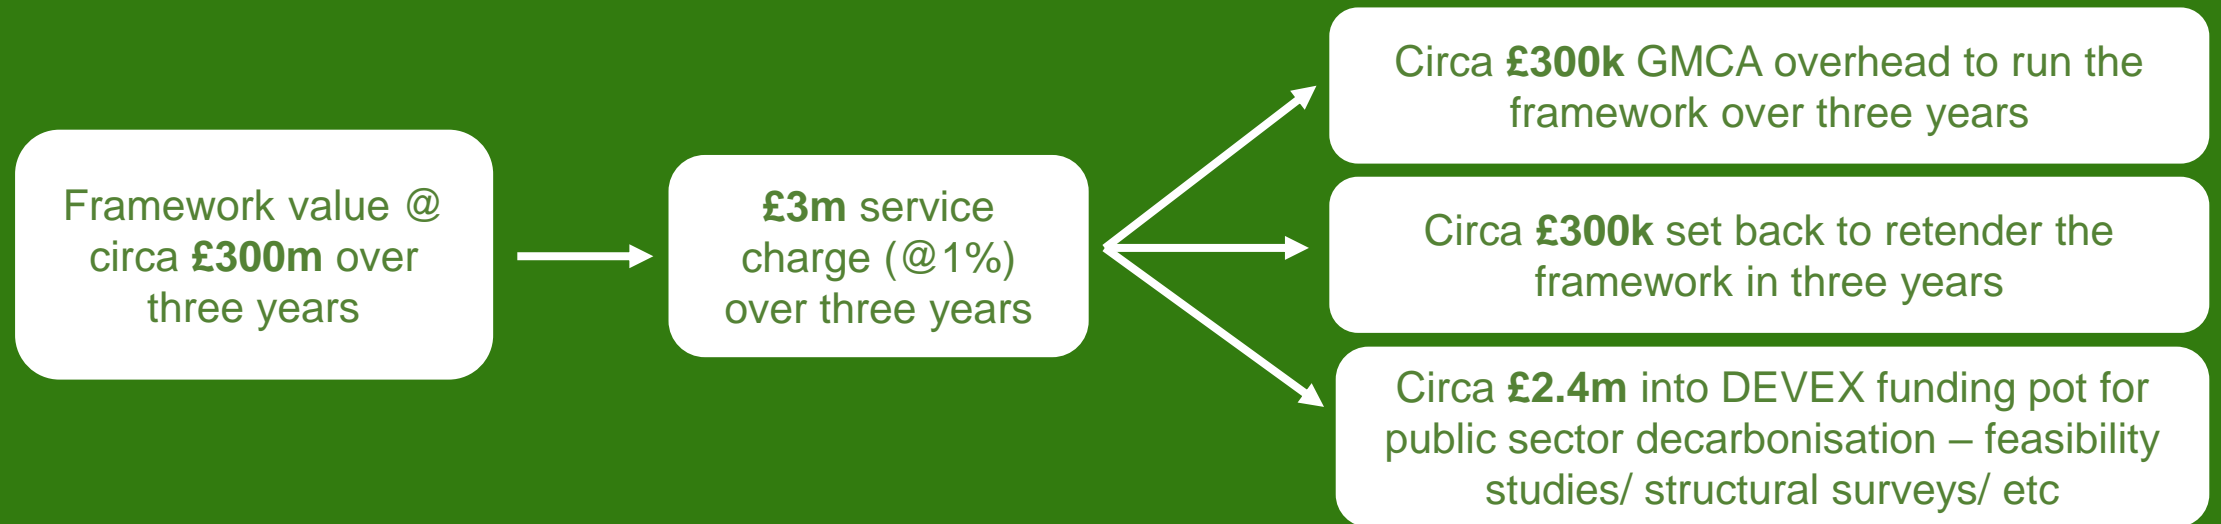 Framework value @
circa £300m over
three years
£3m service
charge (@1%)
over three years
Circa £300k GMCA overhead to run the
framework over three years
Circa £300k set back to retender the
framework in three years
Circa £2.4m into DEVEX funding pot for
public sector decarbonisation – feasibility
studies/ structural surveys/ etc